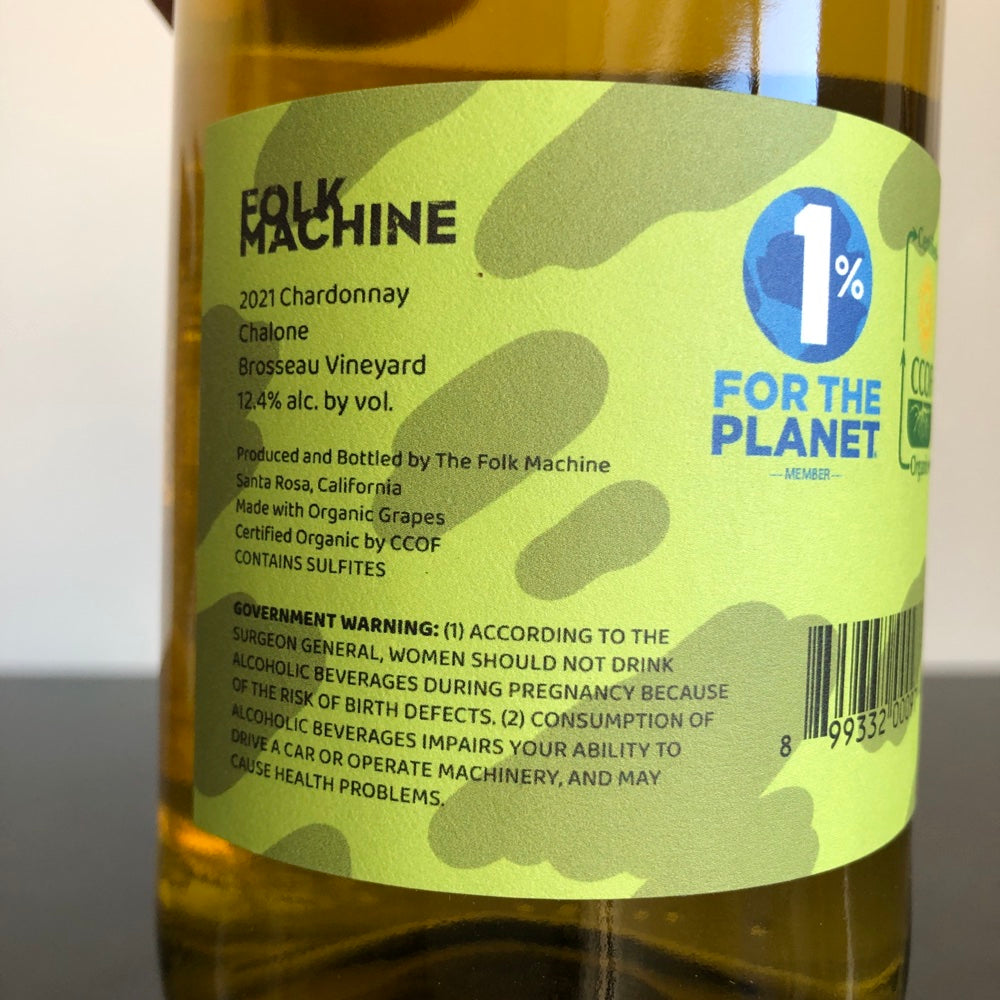 FOLK
MACHINE
2021 Chardonnay
Chalone
Brosseau Vineyard
12.4% alc. by vol.
Produced and Bottled by The Folk Machine
Santa Rosa, California
Made with Organic Grapes
Certified Organic by CCOF
CONTAINS SULFITES
GOVERNMENT WARNING: (1) ACCORDING TO THE
SURGEON GENERAL, WOMEN SHOULD NOT DRINK
ALCOHOLIC BEVERAGES DURING PREGNANCY BECAUSE
OF THE RISK OF BIRTH DEFECTS. (2) CONSUMPTION OF
ALCOHOLIC BEVERAGES IMPAIRS YOUR ABILITY TO
DRIVE A CAR OR OPERATE MACHINERY, AND MAY
CAUSE HEALTH PROBLEMS.
1%
FOR THE
PLANET
MEMBER
8 99332